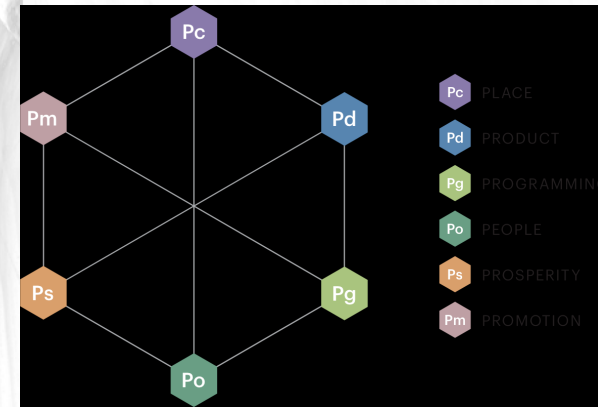 Pc
Pm
Pd
Ps
Pg
Po
Pc PLACE
Pd PRODUCT
Pg PROGRAMMIN
Po PEOPLE
Ps PROSPERITY
Pm PROMOTION